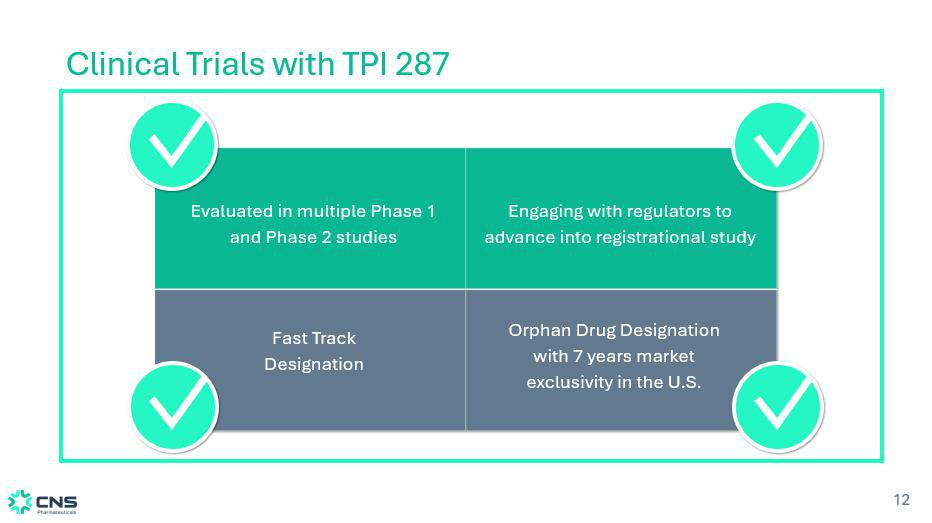 Clinical Trials with TPI 287
Evaluated in multiple Phase 1
and Phase 2 studies
Engaging with regulators to
advance into registrational study
Fast Track
Designation
Orphan Drug Designation
with 7 years market
exclusivity in the U.S.
CNS
Pharmaceuticals
12